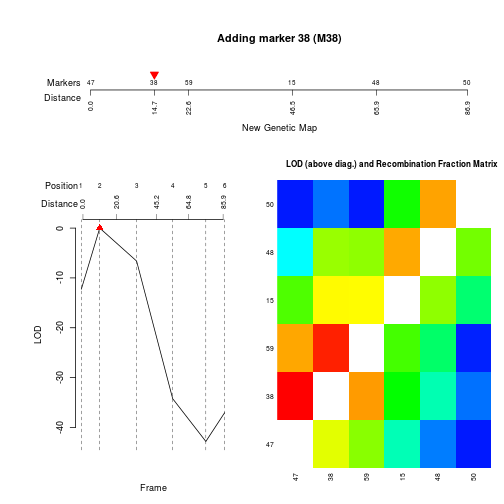 Adding marker 38 (M38)
Markers 47 38 59 15 48 50
Distance 0.0 14.7 22.6 46.5 65.9 86.9
New Genetic Map
LOD (above diag.) and Recombination Fraction Matrix
Position 1 2 3 4 5 6
Distance 0.0 20.6 45.2 64.8 85.9
LOD
0
-10
-20
-30
-40
Frame
50
48
15
59
38
47
47 38 59 15 48 50